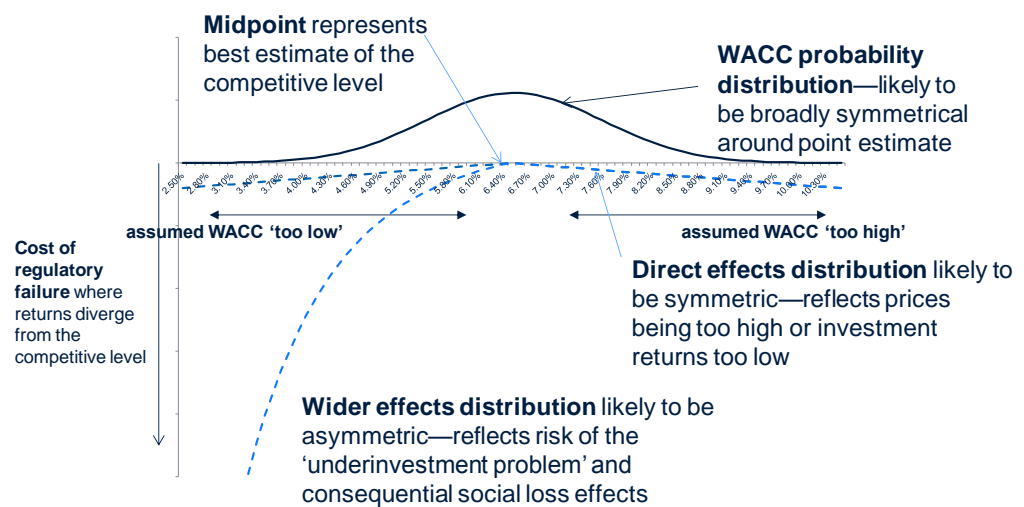 Midpoint represents
best estimate of the
competitive level
WACC probability
distribution—likely to
be broadly symmetrical
around point estimate
2.50% 2.80% 3.10% 3.40% 3.70% 4.00% 4.30% 4.60% 4.90% 5.20% 5.50% 5.80% 6.10% 6.40% 6.70% 7.00% 7.30% 7.60% 7.90% 8.20% 8.50% 8.80% 9.10% 9.40% 9.70% 10.00% 10.30%
assumed WACC ‘too low’
assumed WACC ‘too high’
Cost of
regulatory
failure where
returns diverge
from the
competitive level
Direct effects distribution likely to
be symmetric—reflects prices
being too high or investment
returns too low
Wider effects distribution likely to be
asymmetric—reflects risk of the
‘underinvestment problem’ and
consequential social loss effects